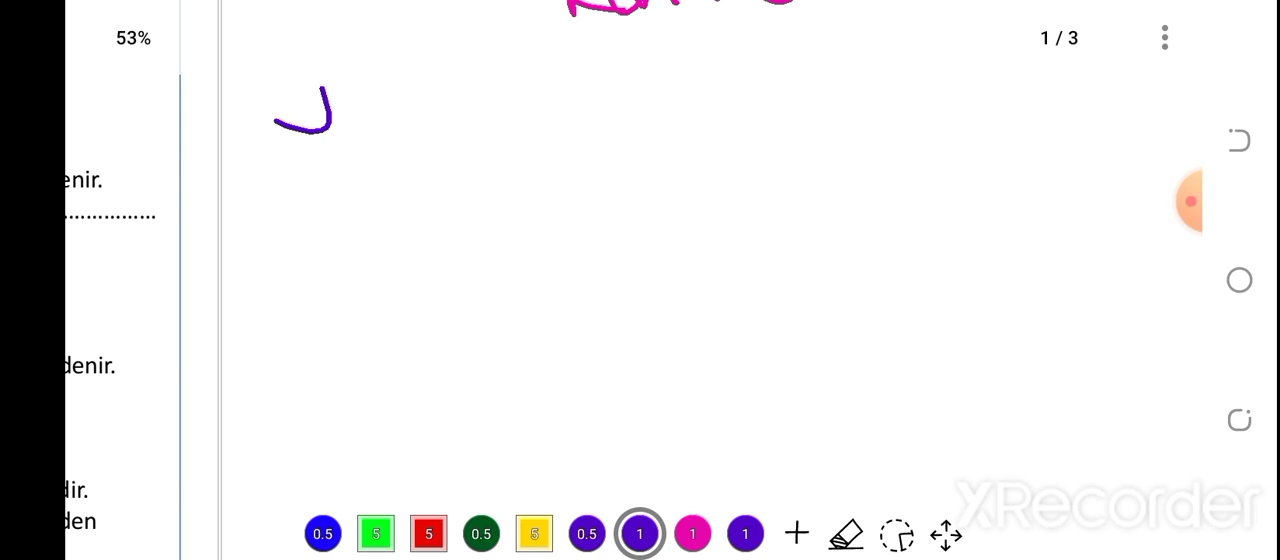 53%
1 / 3
enir.
................
denir.
dir.
den
0.5 5 5 0.5 5 0.5 1 1 1
XRecorder